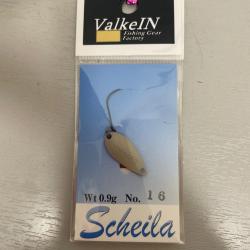 ValkeIN
Fishing Gear
Factory
Wt 0.9g No. 16
Scheila